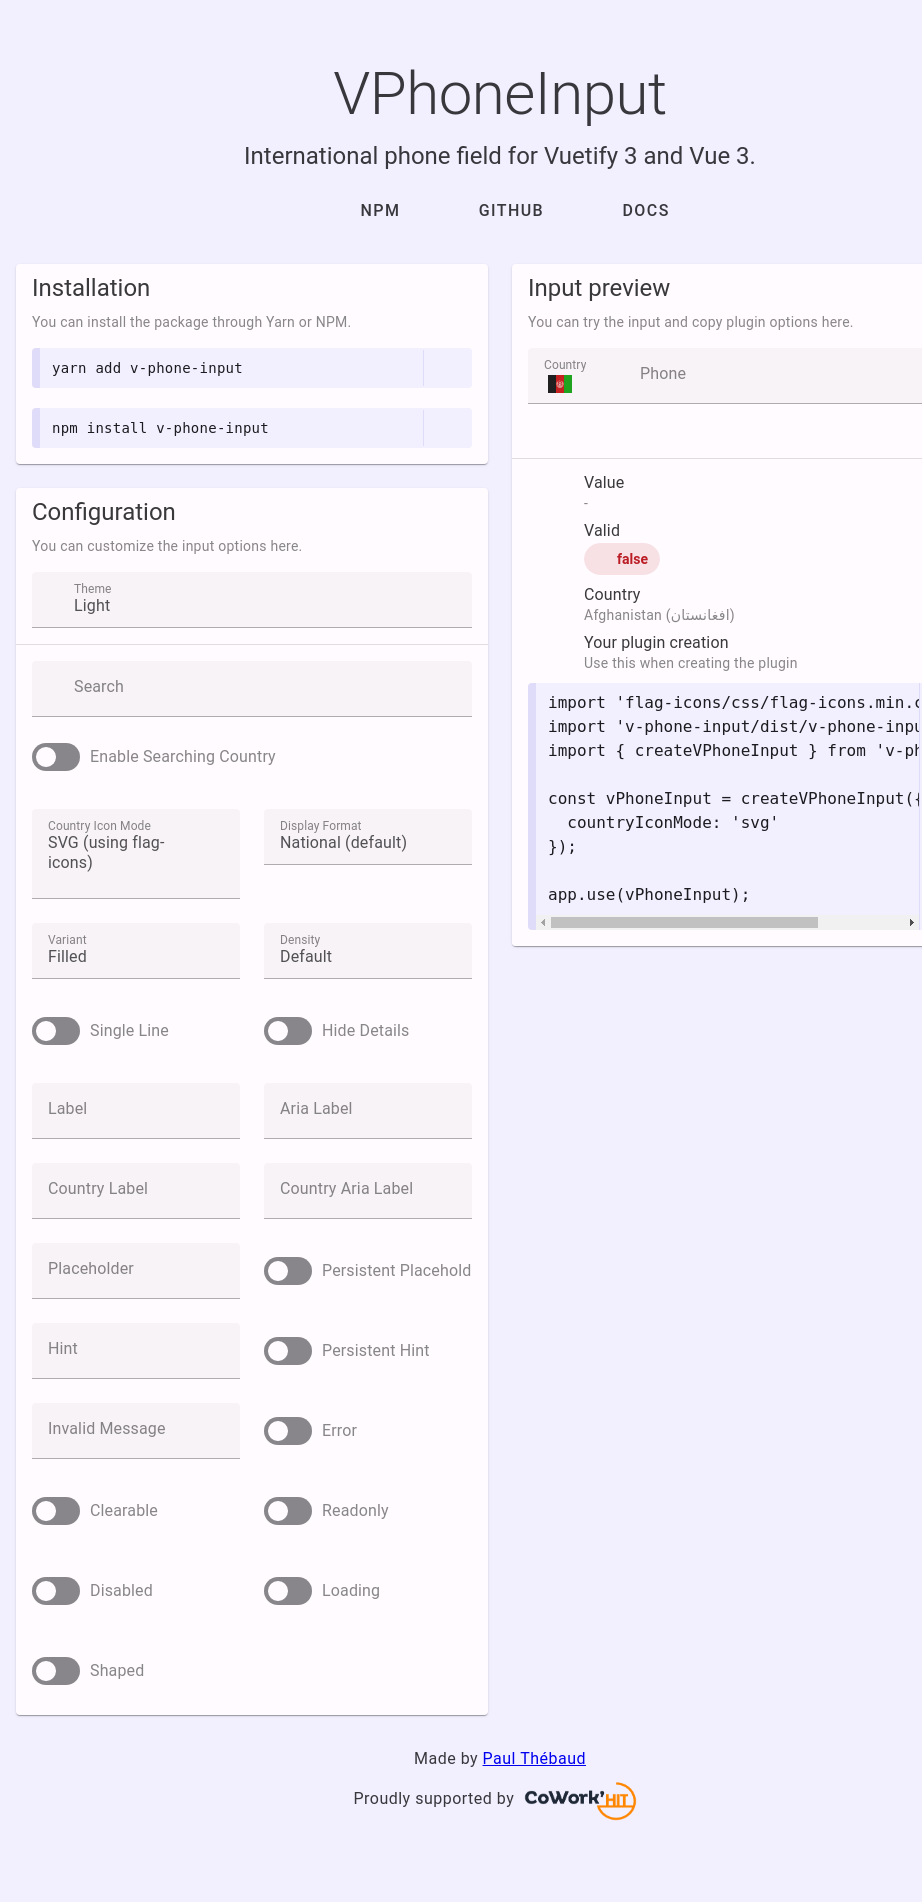 VPhoneInput
International phone field for Vuetify 3 and Vue 3.
NPM GITHUB DOCS
Installation
You can install the package through Yarn or NPM.
yarn add v-phone-input
npm install v-phone-input
Configuration
You can customize the input options here.
Theme
Light
Search
Enable Searching Country
Country Icon Mode
SVG (using flag-
icons)
Display Format
National (default)
Variant
Filled
Density
Default
Single Line
Hide Details
Label
Aria Label
Country Label
Country Aria Label
Placeholder
Persistent Placehold
Hint
Persistent Hint
Invalid Message
Error
Clearable
Readonly
Disabled
Loading
Shaped
Input preview
You can try the input and copy plugin options here.
Country
Phone
Value
-
Valid
false
Country
Afghanistan (افغانستان)
Your plugin creation
Use this when creating the plugin
import 'flag-icons/css/flag-icons.min.c
import 'v-phone-input/dist/v-phone-inpu
import { createVPhoneInput } from 'v-ph
const vPhoneInput = createVPhoneInput({
countryIconMode: 'svg'
});
app.use(vPhoneInput);
Made by Paul Thébaud
Proudly supported by CoWork'HIT